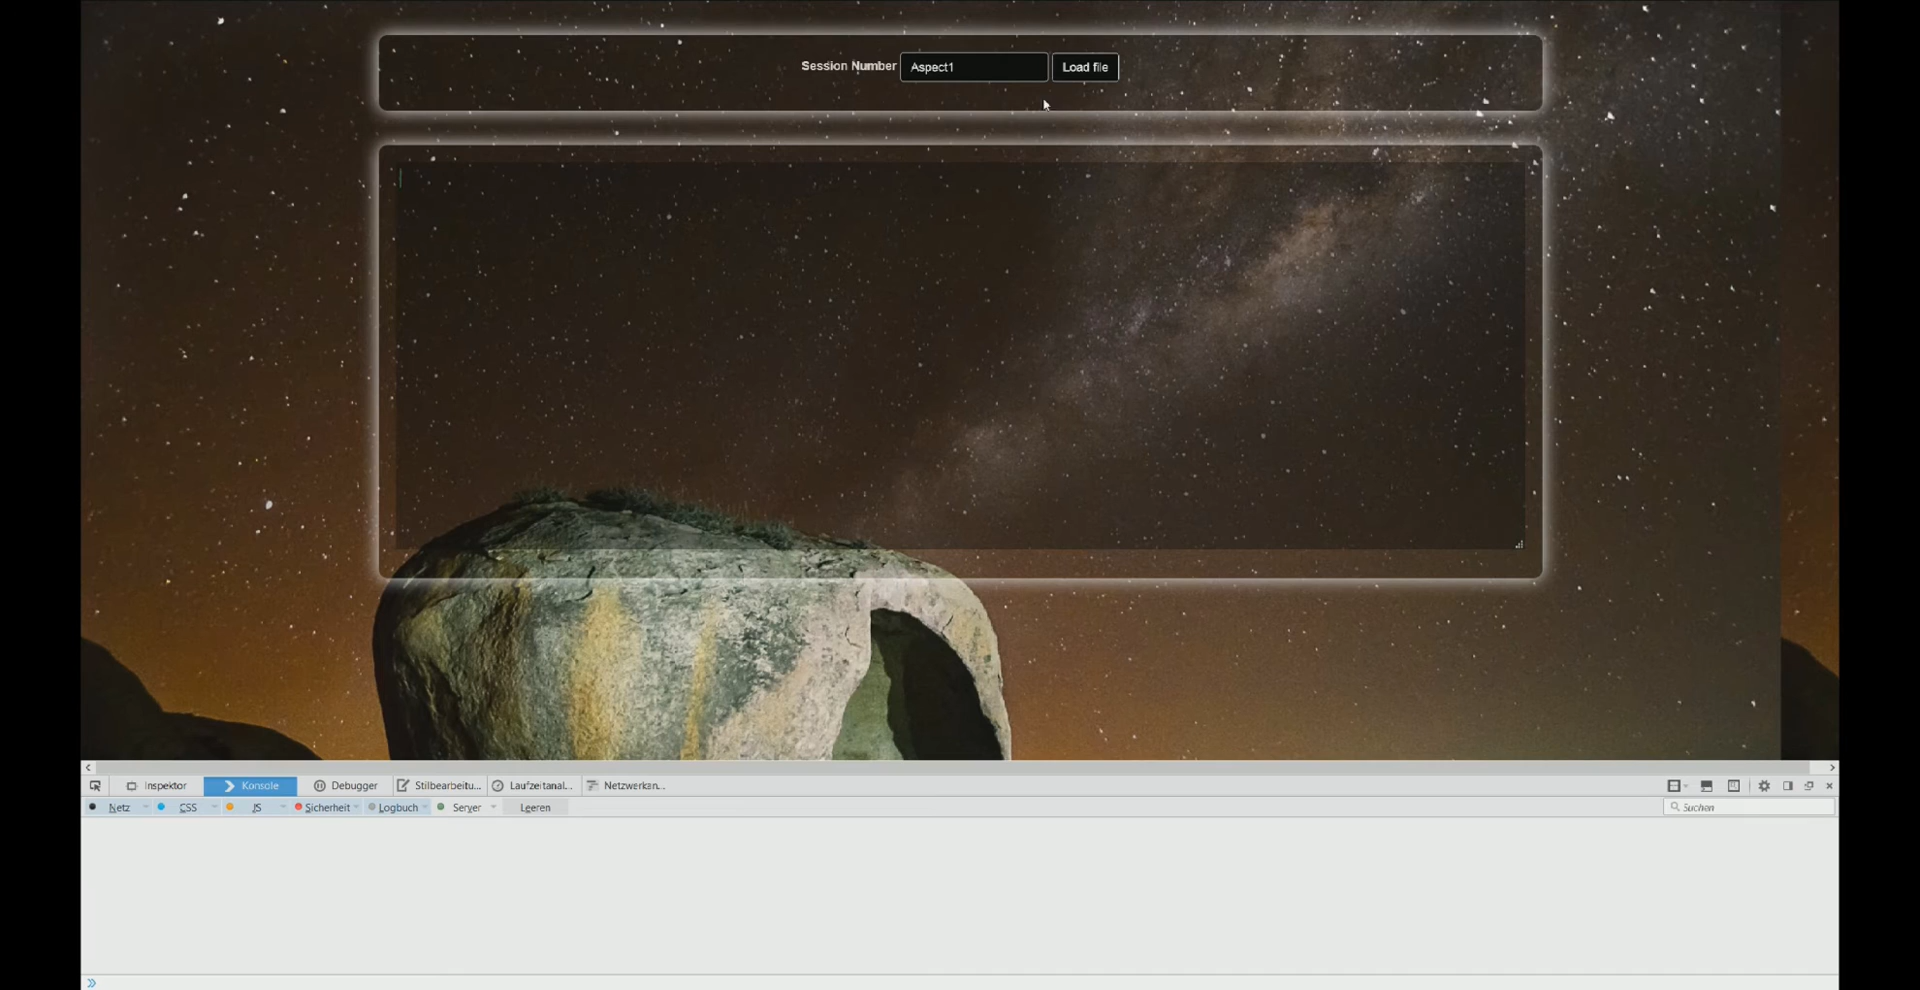 Session Number Aspect1 Load file
Inspektor Konsole Debugger Stilbearbeitu... Laufzeitanal... Netzwerkan...
Netz CSS JS Sicherheit Logbuch Server Leeren Suchen